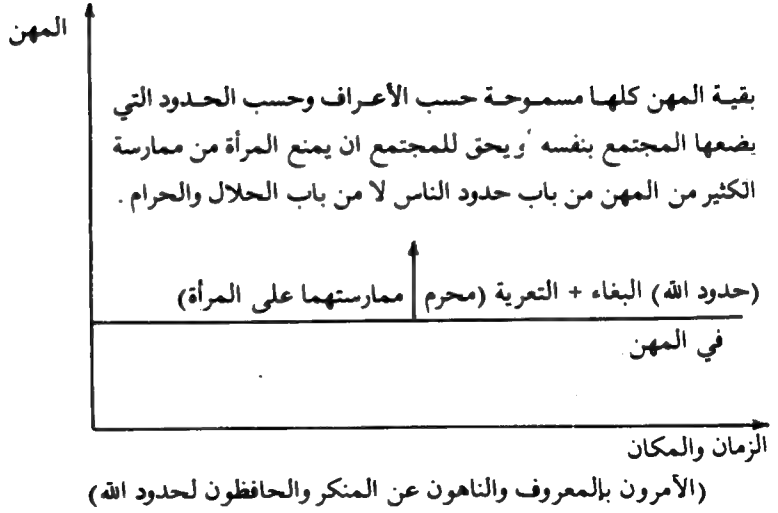 المهن
بقية المهن كلها مسموحة حسب الأعراف وحسب الحدود التي
يضعها المجتمع بنفسه ويحق للمجتمع ان يمنع المرأة من ممارسة
الكثير من المهن من باب حدود الناس لا من باب الحلال والحرام .
(حدود الله) البغاء + التعرية (محرم ممارستهما على المرأة)
في المهن
الزمان والمكان
(الآمرون بالمعروف والناهون عن المنكر والحافظون لحدود الله)